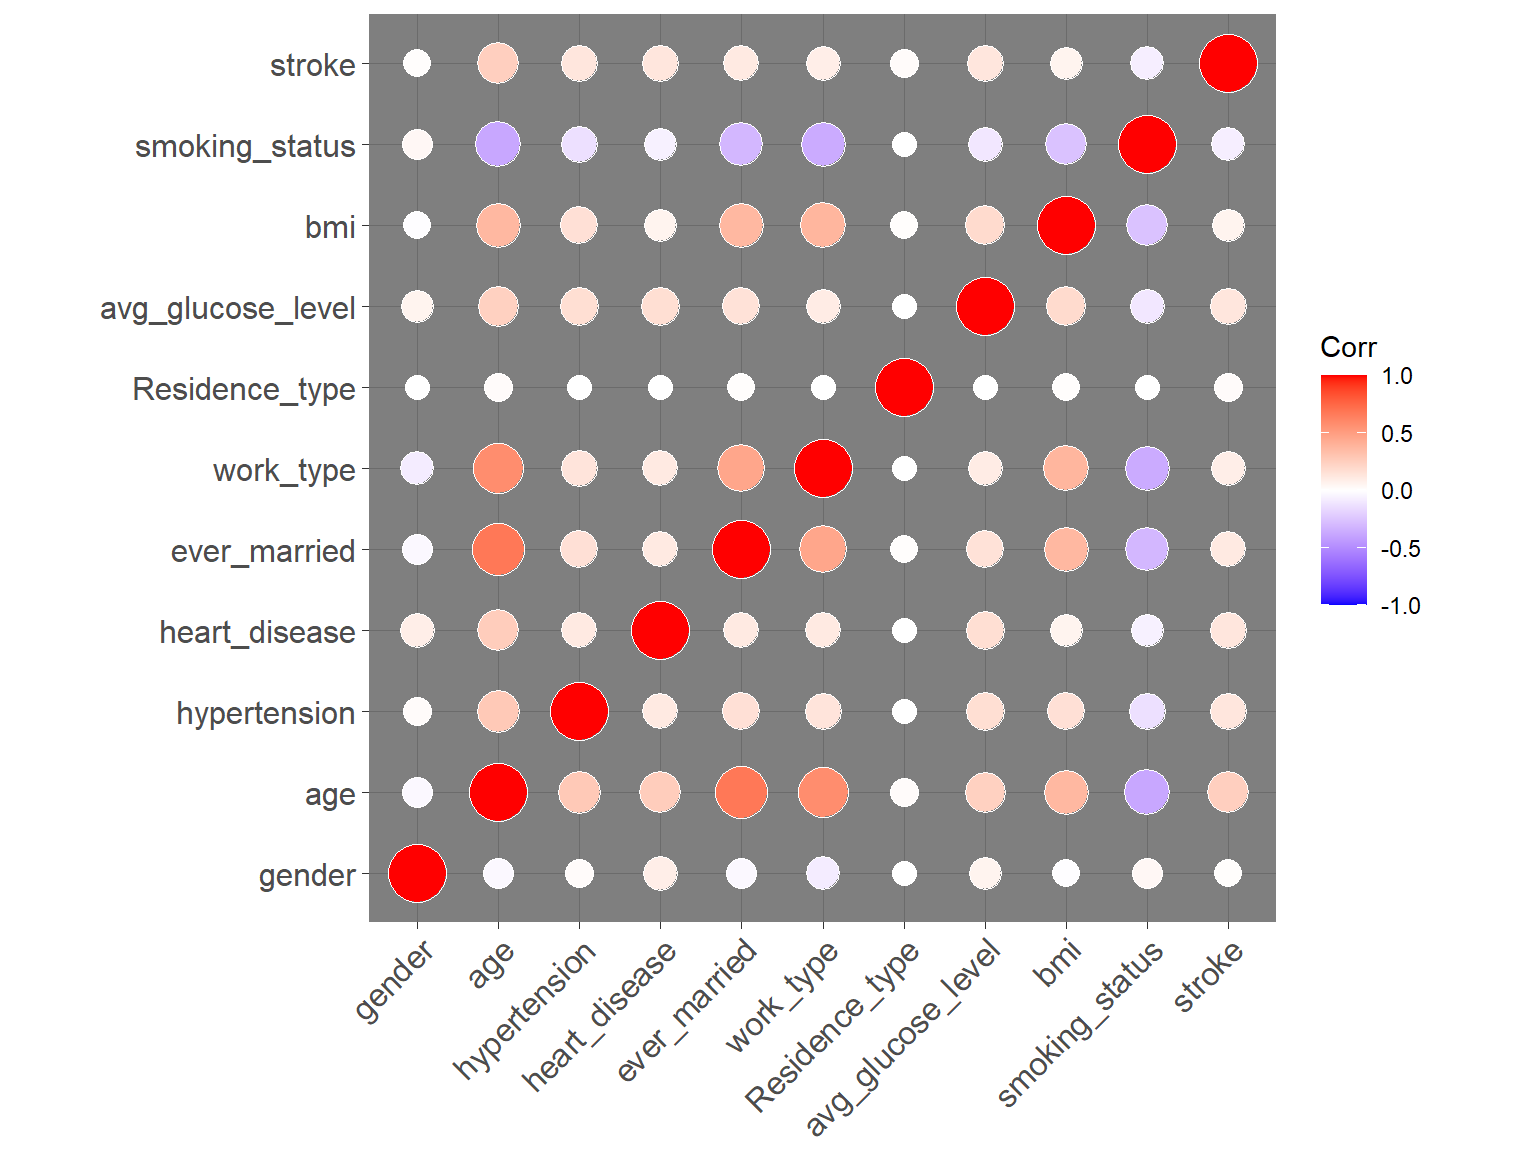 stroke
smoking_status
bmi
avg_glucose_level
Residence_type
work_type
ever_married
heart_disease
hypertension
age
gender
gender
age
hypertension
heart_disease
ever_married
work_type
Residence_type
avg_glucose_level
bmi
smoking_status
stroke
Corr
1.0
0.5
0.0
-0.5
-1.0